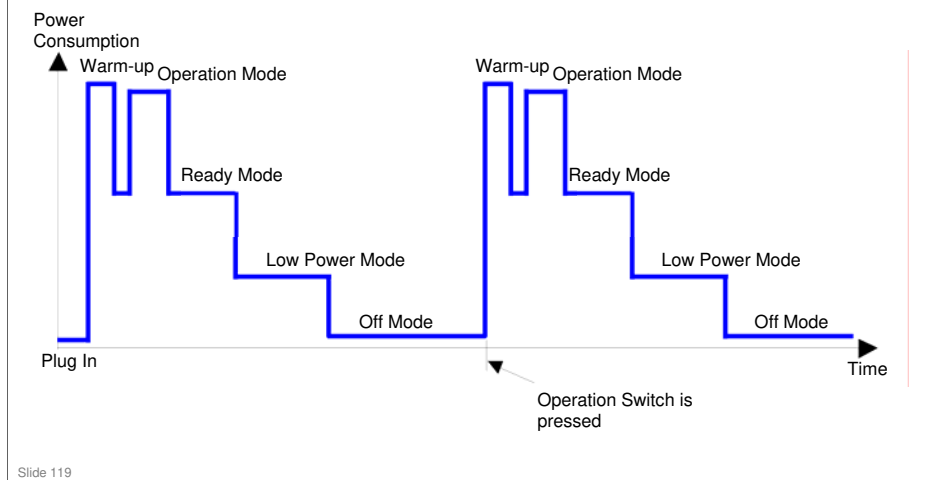 Power
Consumption
Warm-up
Operation Mode
Warm-up
Operation Mode
Ready Mode
Ready Mode
Low Power Mode
Low Power Mode
Off Mode
Off Mode
Plug In
Time
Operation Switch is
pressed
Slide 119